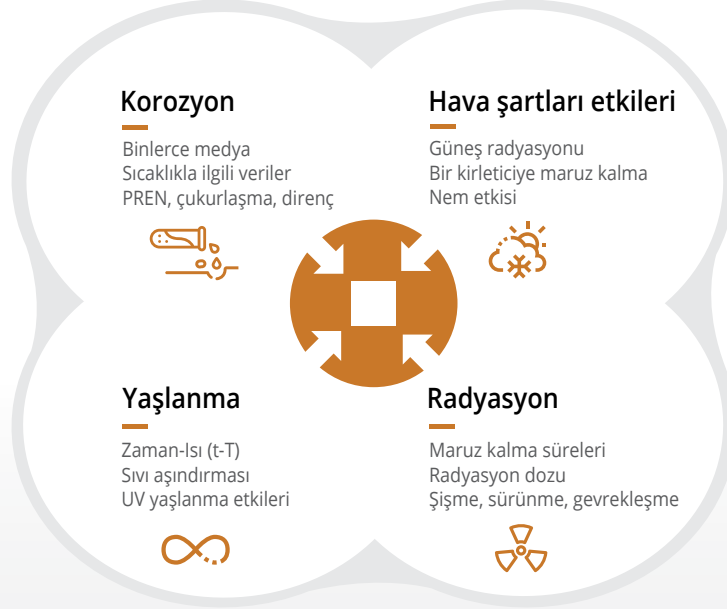 Korozyon
Binlerce medya
Sıcaklıkla ilgili veriler
PREN, çukurlaşma, direnç
Hava şartları etkileri
Güneş radyasyonu
Bir kirleticiye maruz kalma
Nem etkisi
Yaşlanma
Zaman-Isı (t-T)
Sıvı aşındırması
UV yaşlanma etkileri
Radyasyon
Maruz kalma süreleri
Radyasyon dozu
Şişme, sürünme, gevrekleşme